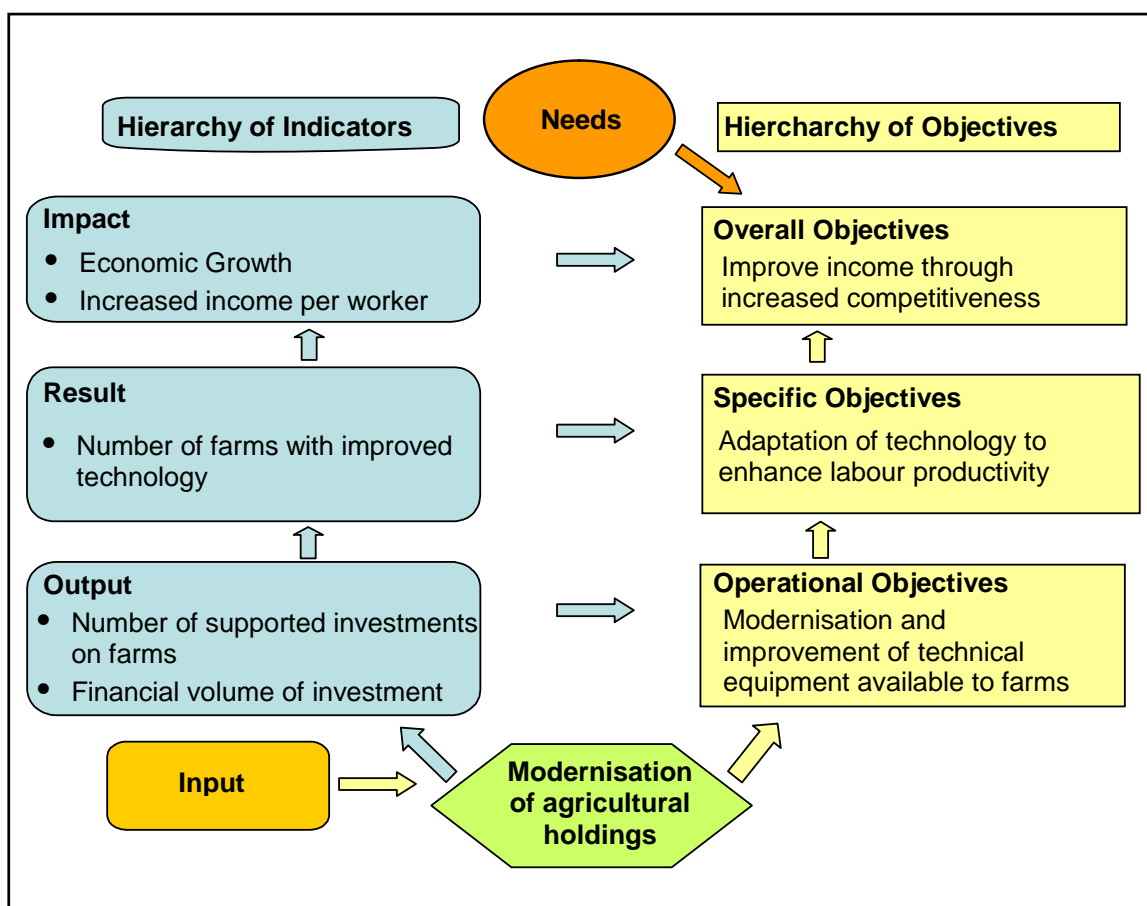 Needs
Hierarchy of Indicators
Hiercharchy of Objectives
Impact
• Economic Growth
• Increased income per worker
Overall Objectives
Improve income through
increased competitiveness
Result
• Number of farms with improved
technology
Specific Objectives
Adaptation of technology to
enhance labour productivity
Output
• Number of supported investments
on farms
• Financial volume of investment
Operational Objectives
Modernisation and
improvement of technical
equipment available to farms
Input
Modernisation
of agricultural
holdings